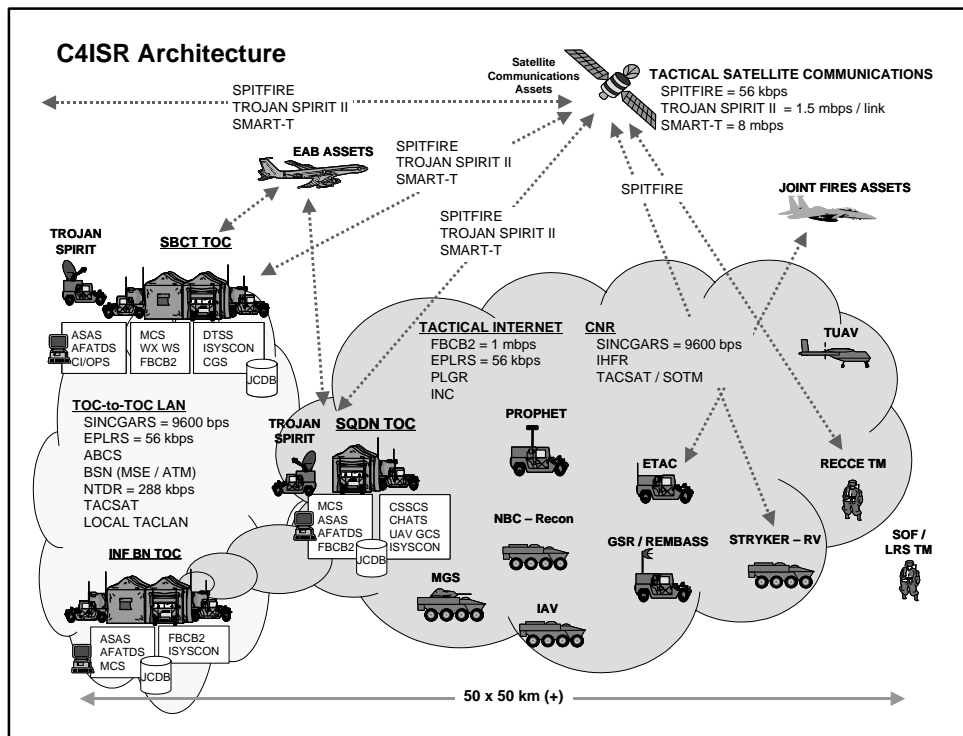 C4ISR Architecture
Satellite
Communications
Assets
TACTICAL SATELLITE COMMUNICATIONS
SPITFIRE = 56 kbps
TROJAN SPIRIT II = 1.5 mbps / link
SMART-T = 8 mbps
SPITFIRE
TROJAN SPIRIT II
SMART-T
EAB ASSETS
SPITFIRE
TROJAN SPIRIT II
SMART-T
SPITFIRE
JOINT FIRES ASSETS
SPITFIRE
TROJAN SPIRIT II
SMART-T
TROJAN
SPIRIT
SBCT TOC
ASAS
AFATDS
CI/OPS
MCS
WX WS
FBCB2
DTSS
ISYSCON
CGS
JCDB
TACTICAL INTERNET
FBCB2 = 1 mbps
EPLRS = 56 kbps
PLGR
INC
CNR
SINCGARS = 9600 bps
IHFR
TACSAT / SOTM
TUAV
TOC-to-TOC LAN
SINCGARS = 9600 bps
EPLRS = 56 kbps
ABCS
BSN (MSE / ATM)
NTDR = 288 kbps
TACSAT
LOCAL TACLAN
TROJAN
SPIRIT
SQDN TOC
MCS
ASAS
AFATDS
FBCB2
CSSCS
CHATS
UAV GCS
ISYSCON
JCDB
PROPHET
ETAC
RECCE TM
NBC – Recon
GSR / REMBASS
STRYKER – RV
SOF /
LRS TM
MGS
IAV
INF BN TOC
ASAS
AFATDS
MCS
FBCB2
ISYSCON
JCDB
50 x 50 km (+)